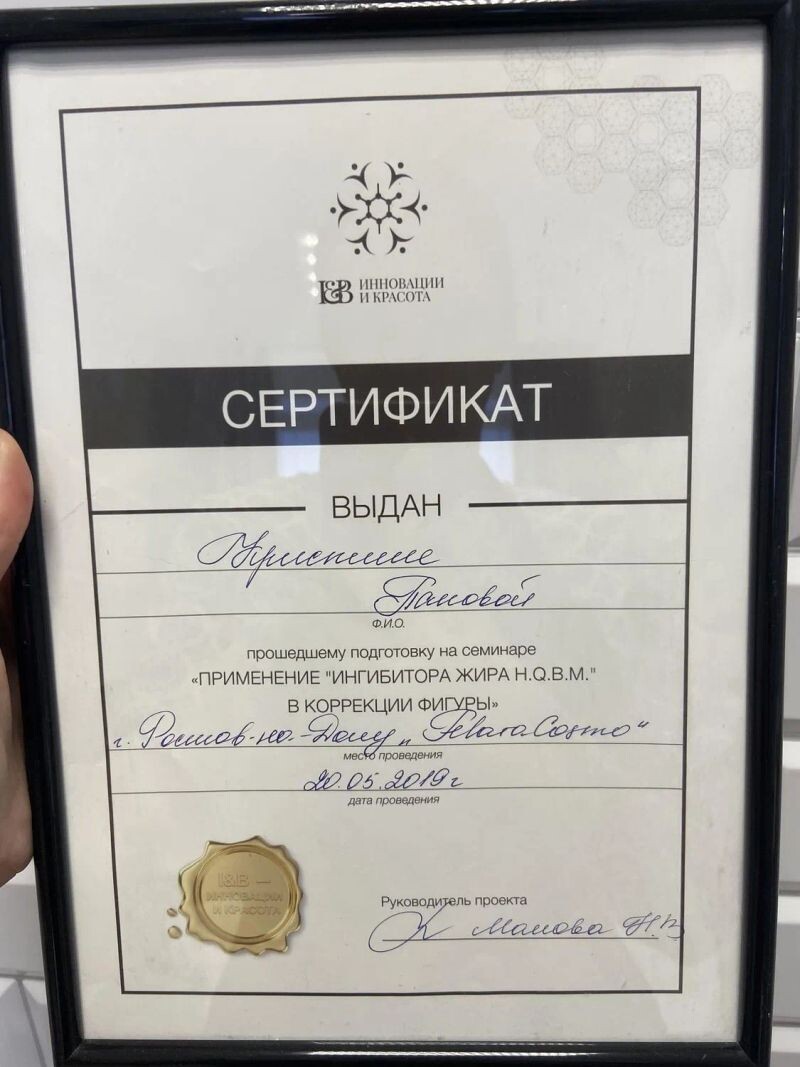 I&B ИННОВАЦИИ
И КРАСОТА
СЕРТИФИКАТ
ВЫДАН
Кристине
Пановой
Ф.И.О.
прошедшему подготовку на семинаре
«ПРИМЕНЕНИЕ "ИНГИБИТОРА ЖИРА H.Q.B.M."
В КОРРЕКЦИИ ФИГУРЫ»
г. Ростов-на-Дону
место проведения
20.05.2019г
дата проведения
I&B —
ИННОВАЦИИ
И КРАСОТА
Руководитель проекта